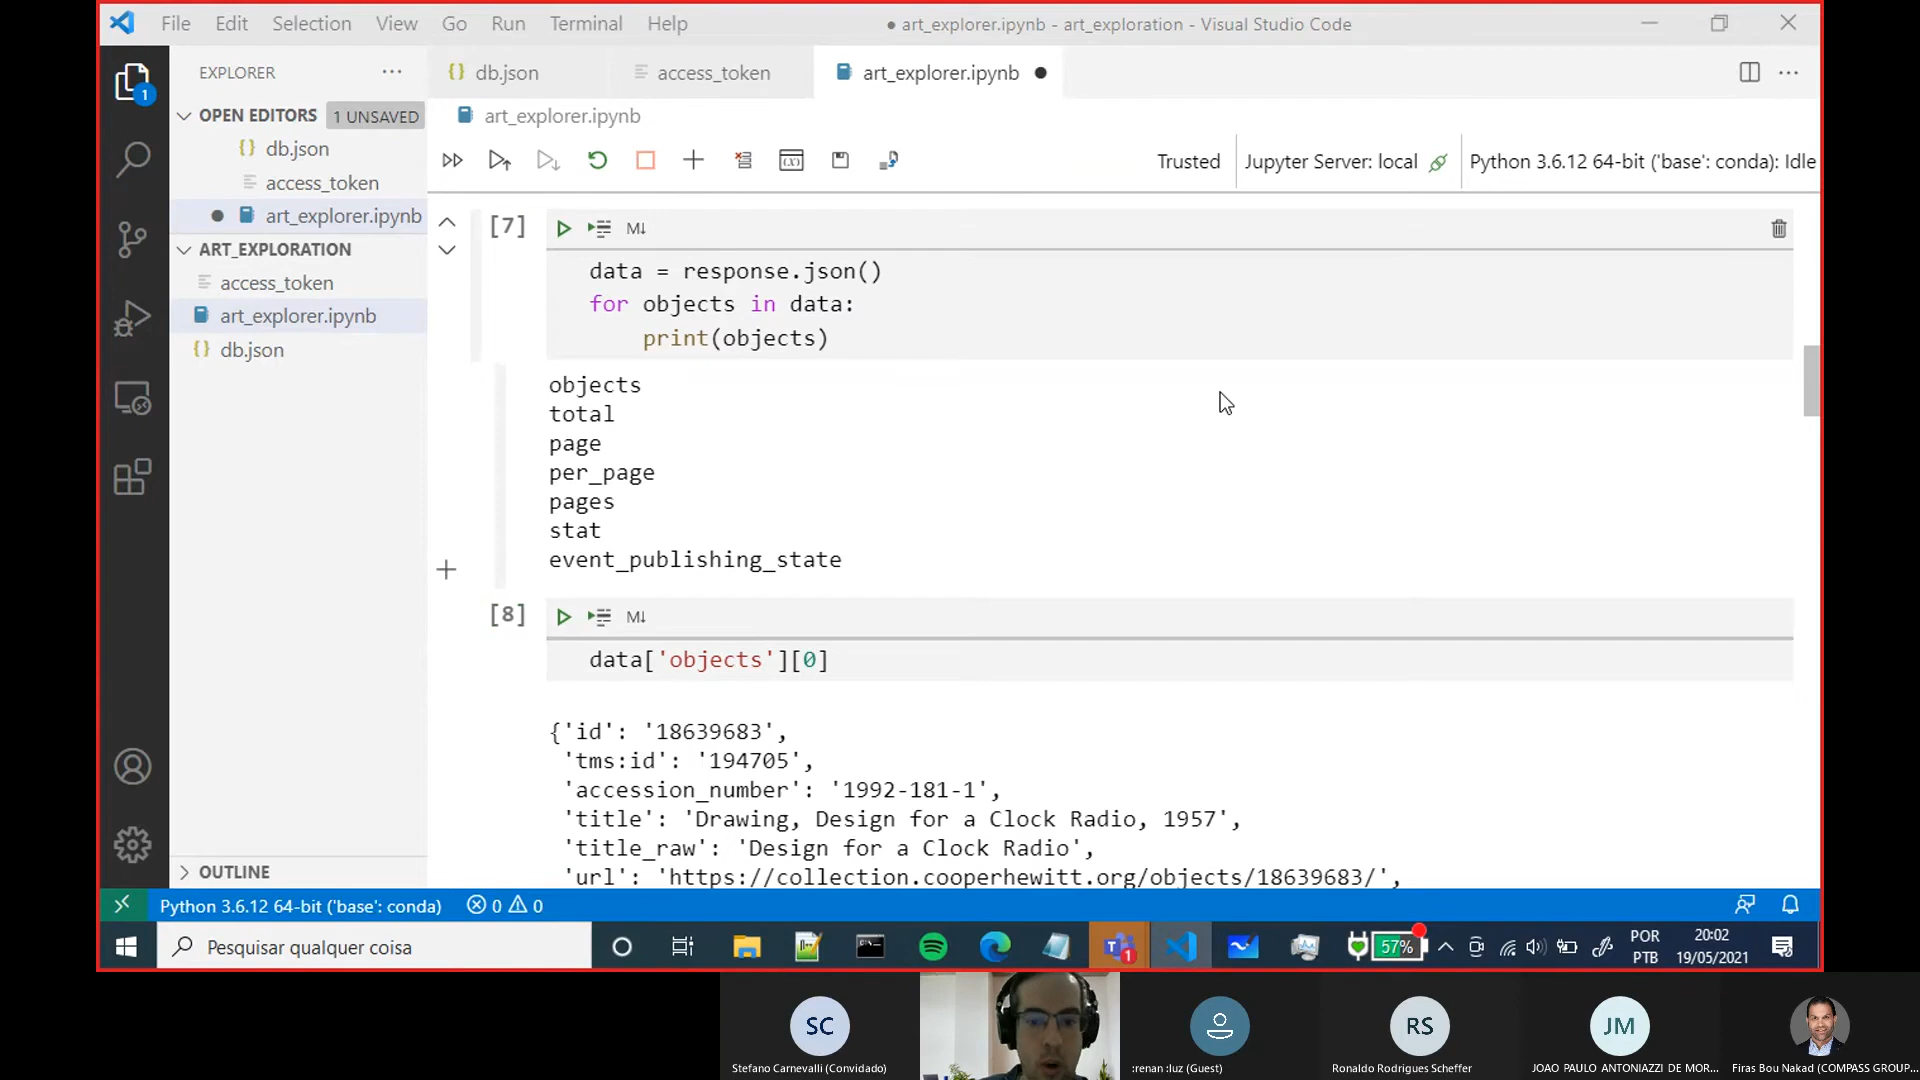 File Edit Selection View Go Run Terminal Help
● art_explorer.ipynb - art_exploration - Visual Studio Code
EXPLORER
db.json
access_token
art_explorer.ipynb
OPEN EDITORS
1 UNSAVED
db.json
access_token
art_explorer.ipynb
ART_EXPLORATION
access_token
art_explorer.ipynb
db.json
OUTLINE
1
art_explorer.ipynb
Trusted
Jupyter Server: local
Python 3.6.12 64-bit ('base': conda): Idle
[7]
M↓
data = response.json()
for objects in data:
print(objects)
objects
total
page
per_page
pages
stat
event_publishing_state
[8]
M↓
data['objects'][0]
{'id': '18639683',
'tms:id': '194705',
'accession_number': '1992-181-1',
'title': 'Drawing, Design for a Clock Radio, 1957',
'title_raw': 'Design for a Clock Radio',
'url': 'https://collection.cooperhewitt.org/objects/18639683/',
Python 3.6.12 64-bit ('base': conda)
0
0
Pesquisar qualquer coisa
1
57%
POR
PTB
20:02
19/05/2021
SC
Stefano Carnevalli (Convidado)
:renan :luz (Guest)
RS
Ronaldo Rodrigues Scheffer
JM
JOAO PAULO ANTONIAZZI DE MOR...
Firas Bou Nakad (COMPASS GROUP...